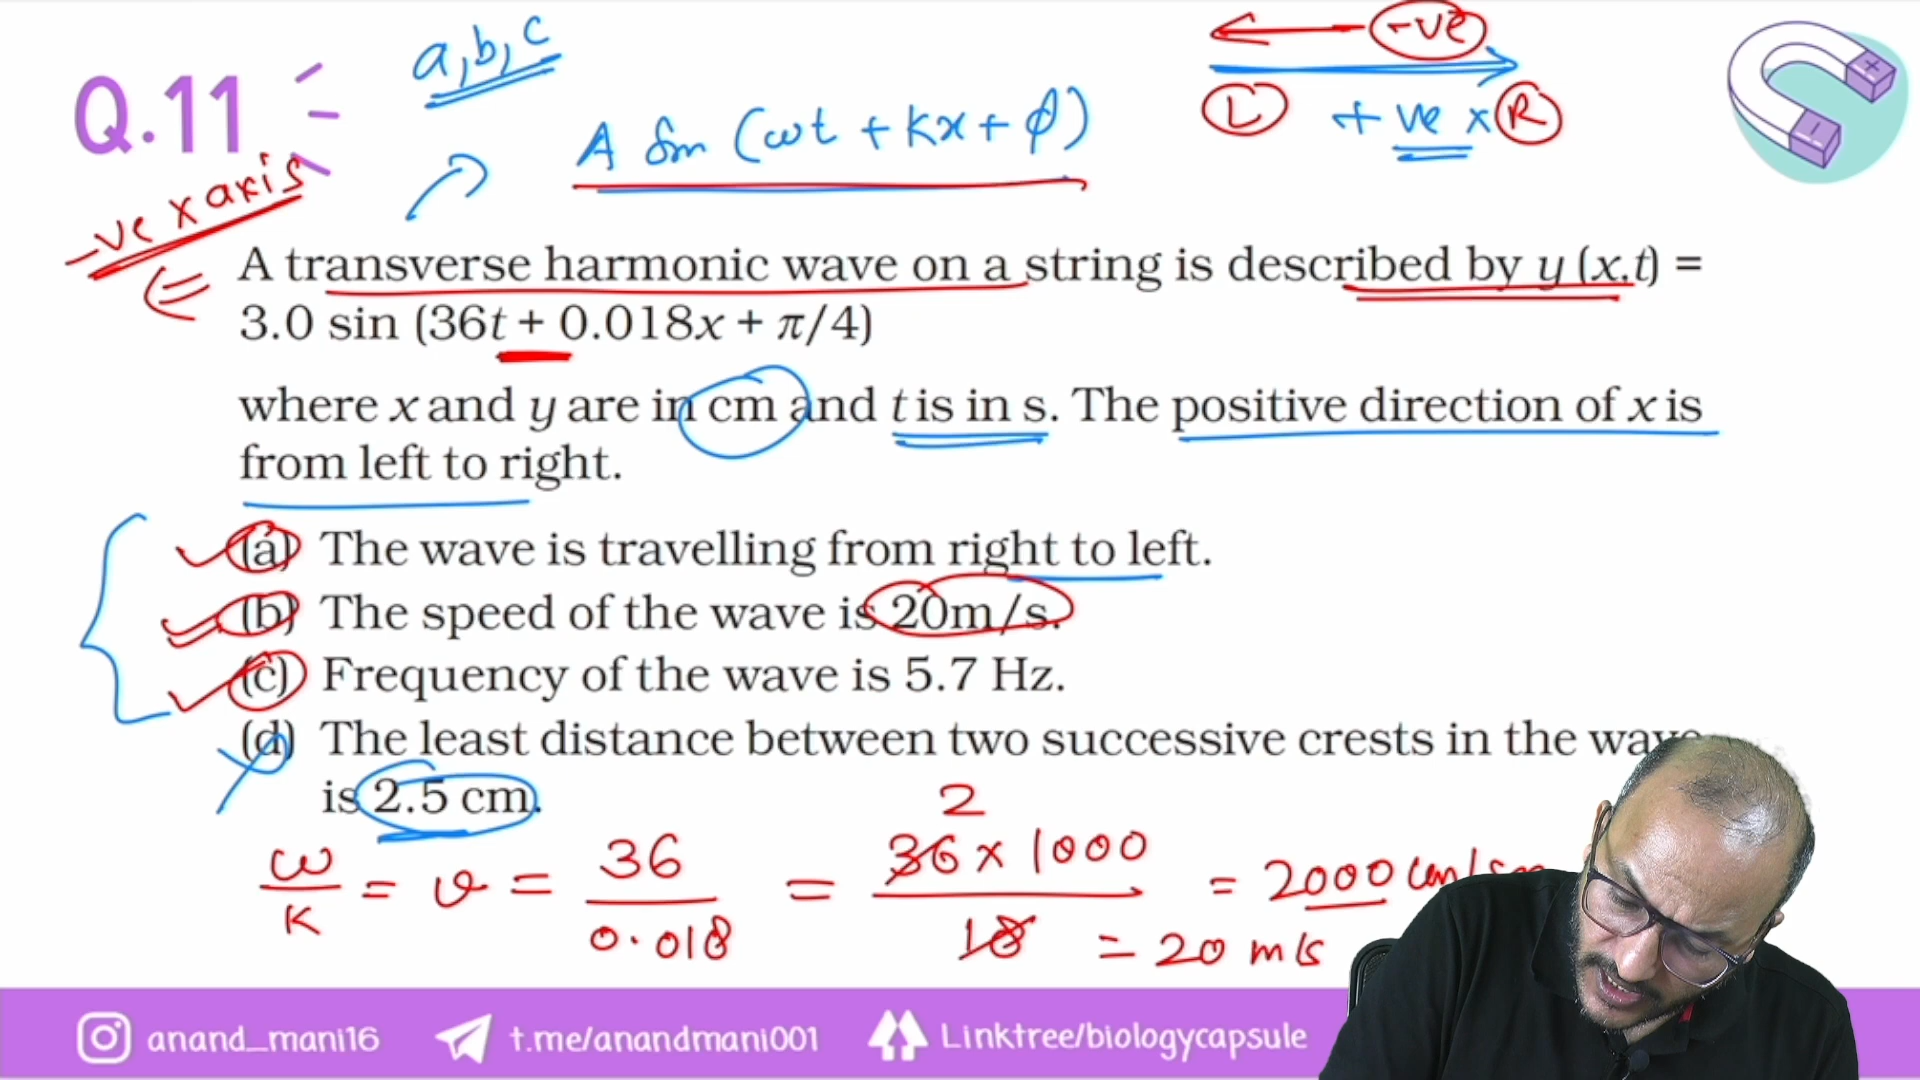 Q.11
a, b, c
-ve
L
+ve x R
A sin (ωt + kx + φ)
-ve x axis
A transverse harmonic wave on a string is described by y (x,t) =
3.0 sin (36t + 0.018x + π/4)
where x and y are in cm and t is in s. The positive direction of x is
from left to right.
(a) The wave is travelling from right to left.
(b) The speed of the wave is 20m/s.
(c) Frequency of the wave is 5.7 Hz.
(d) The least distance between two successive crests in the wave
is 2.5 cm.
2
ω/k = v = 36/0.018 = 36 x 1000/18 = 2000
= 20 m/s
anand_mani16
t.me/anandmani001
Linktree/biologycapsule